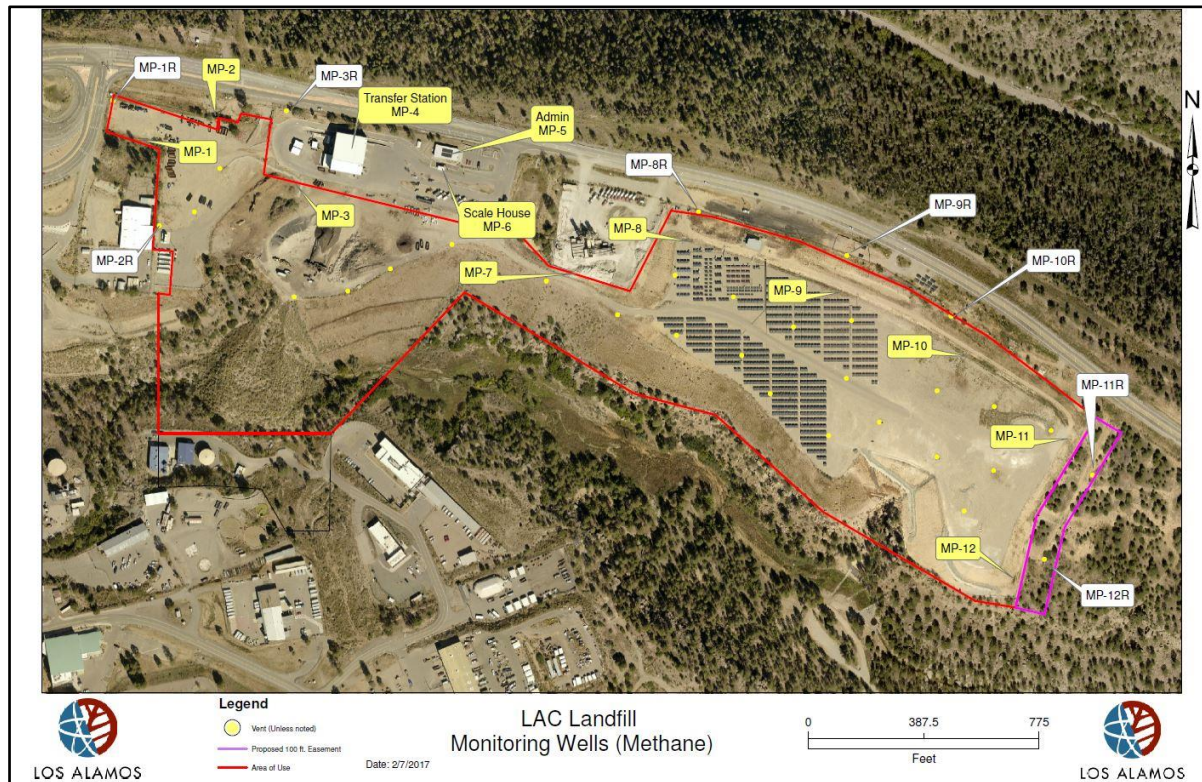 MP-1R
MP-2
MP-3R
Transfer Station
MP-4
Admin
MP-5
N
MP-1
MP-8R
MP-3
Scale House
MP-6
MP-8
MP-9R
MP-2R
MP-7
MP-10R
MP-9
MP-10
MP-11R
MP-11
MP-12
MP-12R
LOS ALAMOS
Legend
Vent (Unless noted)
Proposed 100 ft. Easement
Area of Use
Date: 2/7/2017
LAC Landfill
Monitoring Wells (Methane)
0 387.5 775
Feet
LOS ALAMOS